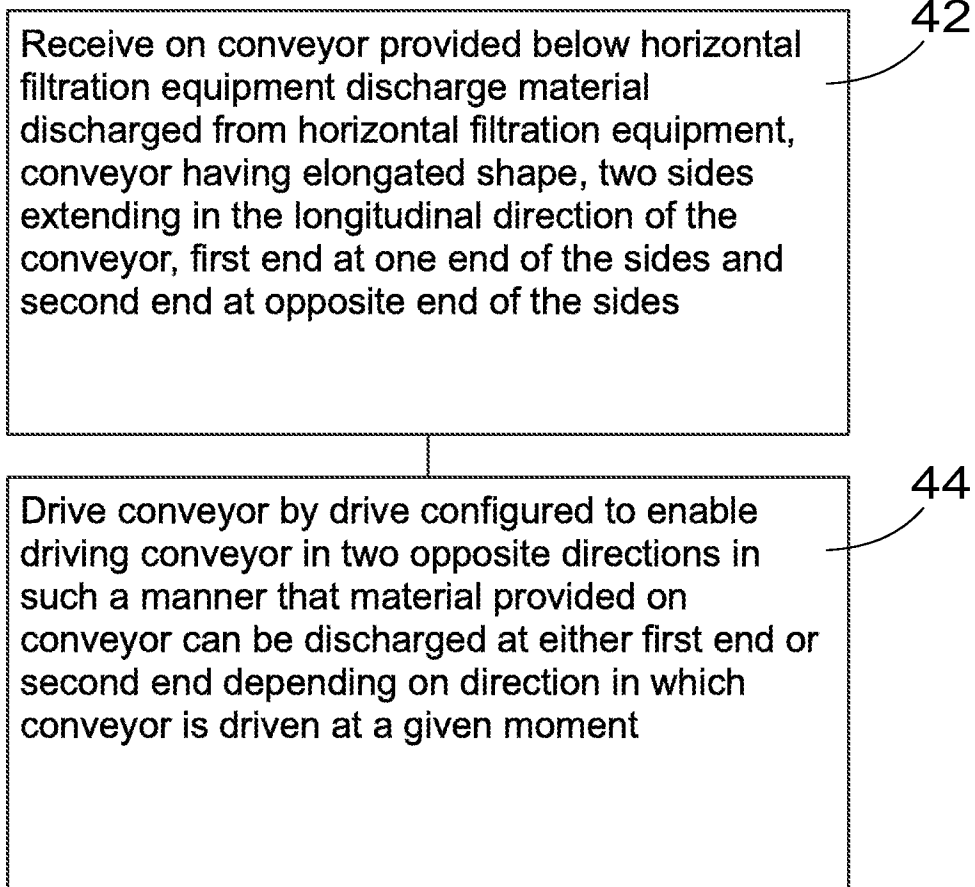 42
Receive on conveyor provided below horizontal
filtration equipment discharge material
discharged from horizontal filtration equipment,
conveyor having elongated shape, two sides
extending in the longitudinal direction of the
conveyor, first end at one end of the sides and
second end at opposite end of the sides
44
Drive conveyor by drive configured to enable
driving conveyor in two opposite directions in
such a manner that material provided on
conveyor can be discharged at either first end or
second end depending on direction in which
conveyor is driven at a given moment